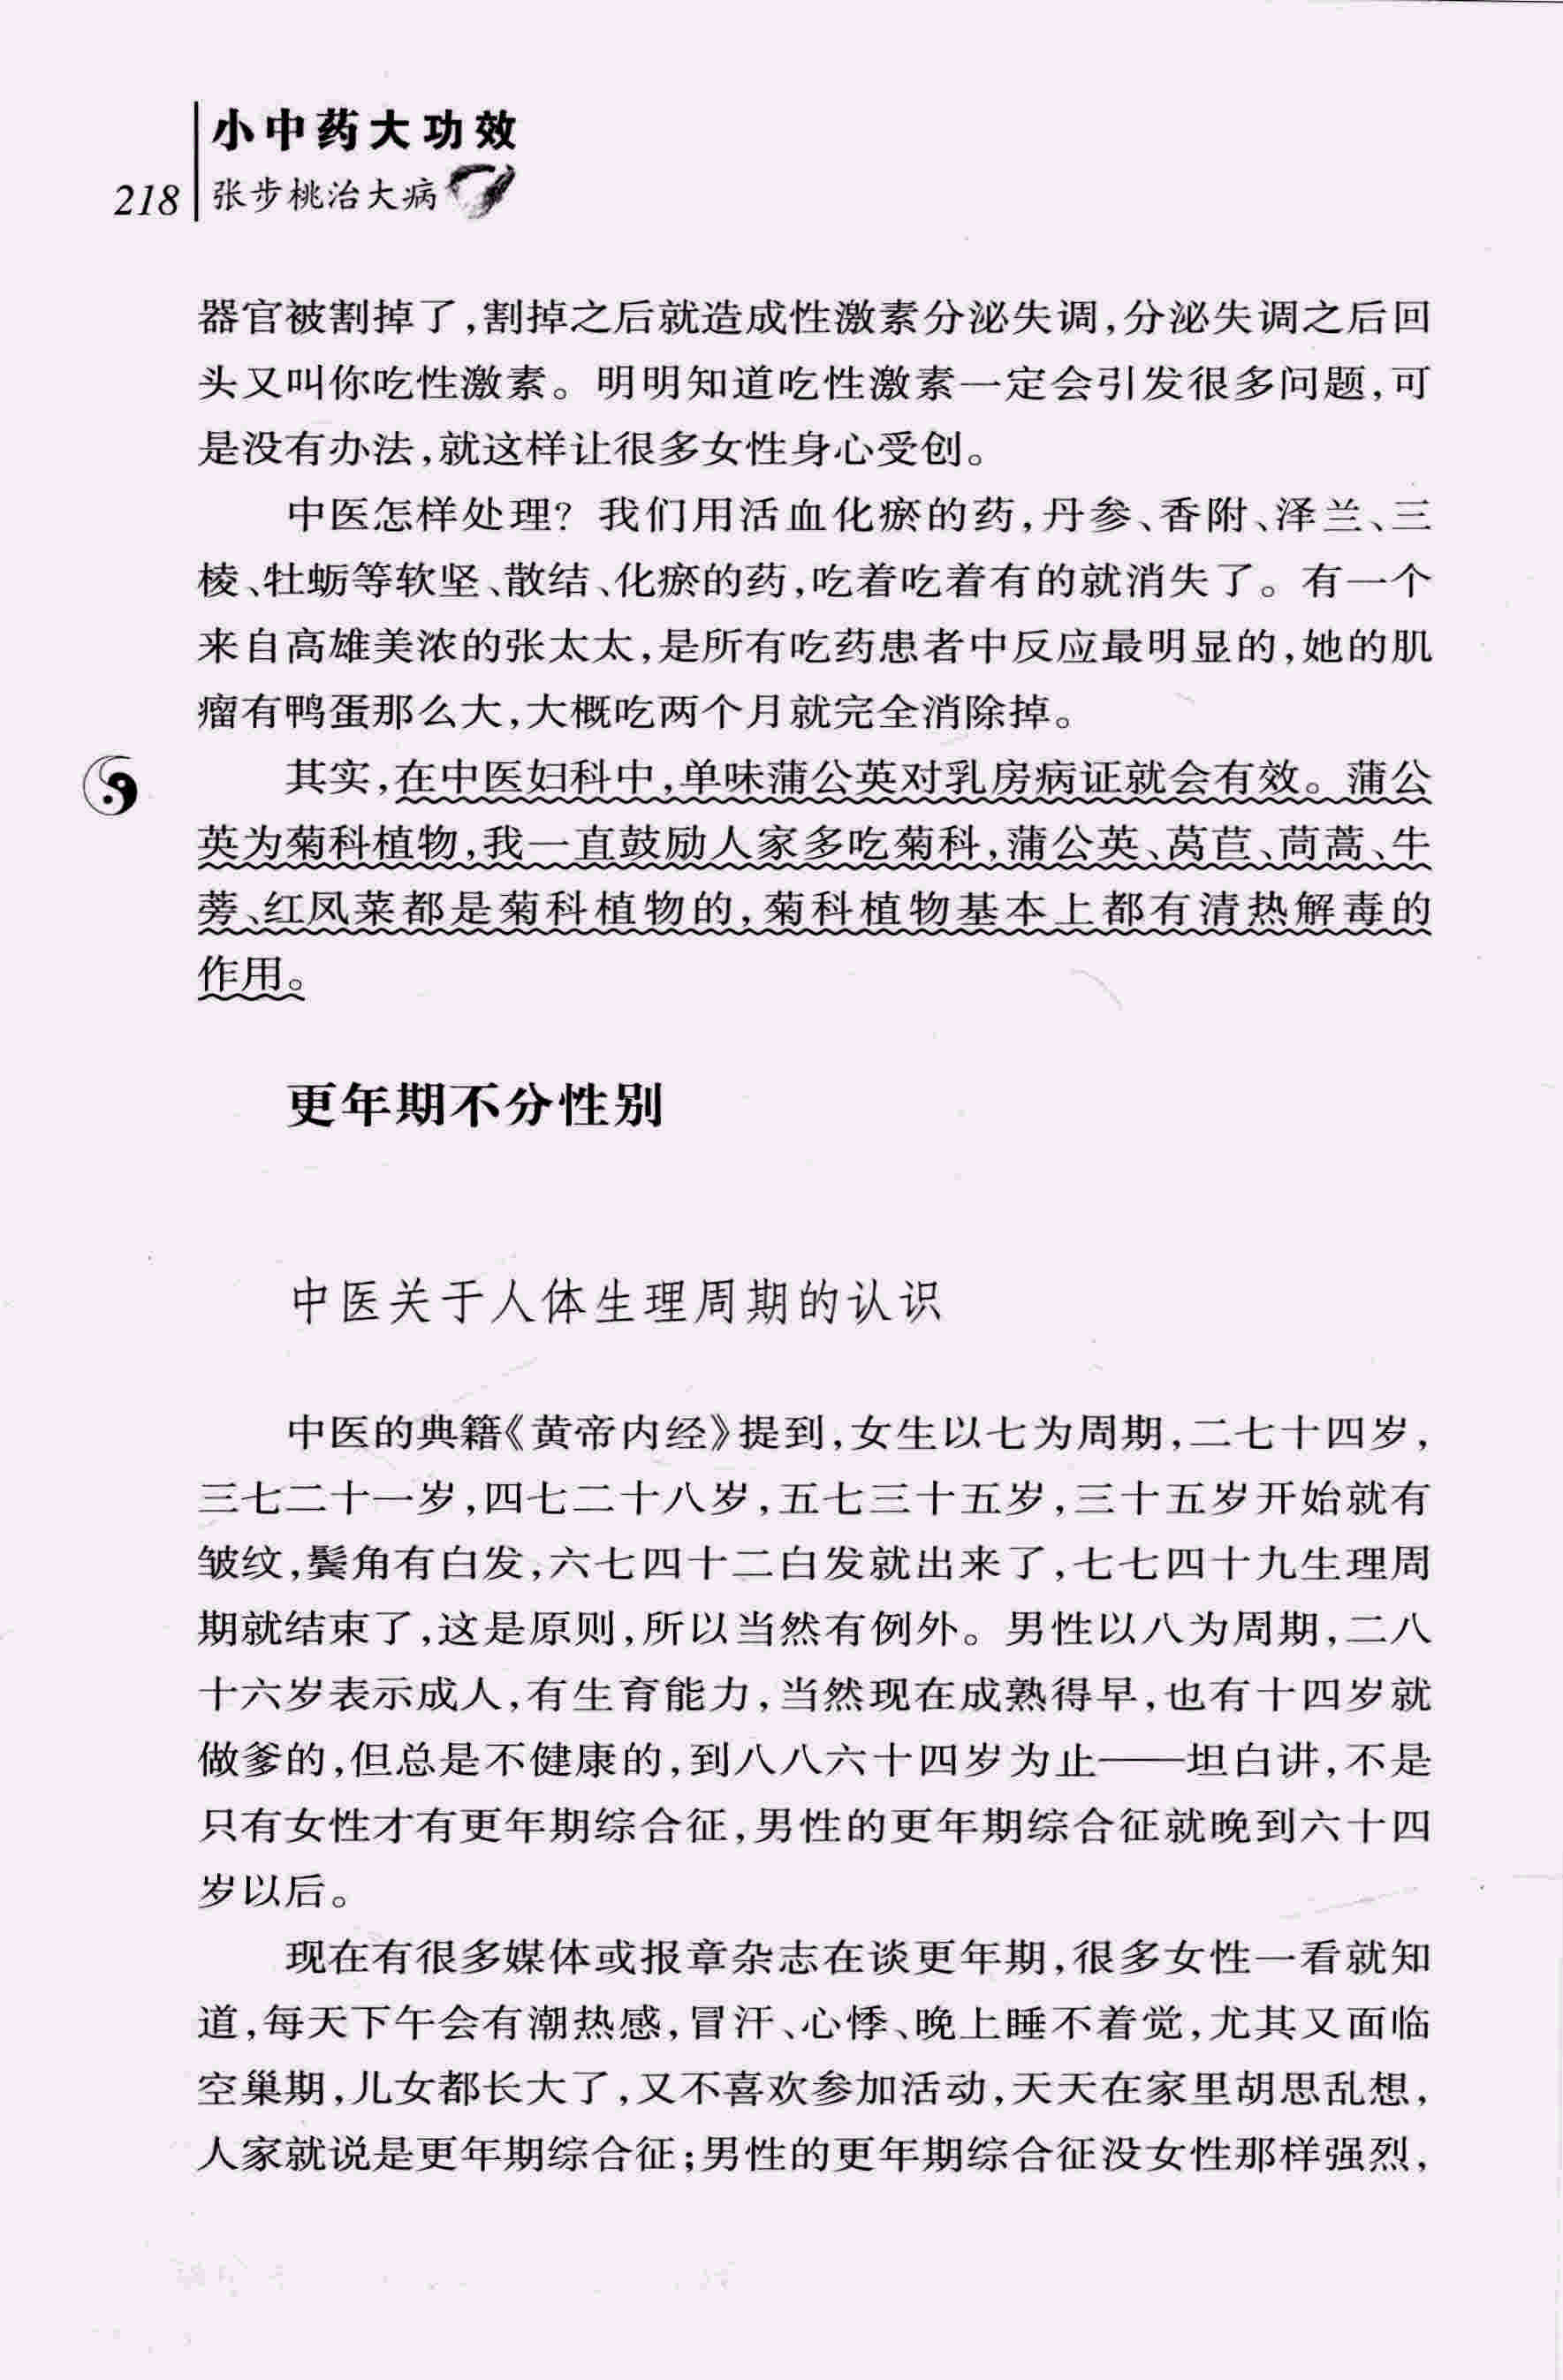 小中药大功效
218 张步桃治大病
器官被割掉了,割掉之后就造成性激素分泌失调,分泌失调之后回
头又叫你吃性激素。明明知道吃性激素一定会引发很多问题,可
是没有办法,就这样让很多女性身心受创。
中医怎样处理?我们用活血化瘀的药,丹参、香附、泽兰、三
棱、牡蛎等软坚、散结、化瘀的药,吃着吃着有的就消失了。有一个
来自高雄美浓的张太太,是所有吃药患者中反应最明显的,她的肌
瘤有鸭蛋那么大,大概吃两个月就完全消除掉。
其实,在中医妇科中,单味蒲公英对乳房病证就会有效。蒲公
英为菊科植物,我一直鼓励人家多吃菊科,蒲公英、莴苣、茼蒿、牛
蒡、红凤菜都是菊科植物的,菊科植物基本上都有清热解毒的
作用。
更年期不分性别
中医关于人体生理周期的认识
中医的典籍《黄帝内经》提到,女生以七为周期,二七十四岁,
三七二十一岁,四七二十八岁,五七三十五岁,三十五岁开始就有
皱纹,鬓角有白发,六七四十二白发就出来了,七七四十九生理周
期就结束了,这是原则,所以当然有例外。男性以八为周期,二八
十六岁表示成人,有生育能力,当然现在成熟得早,也有十四岁就
做爹的,但总是不健康的,到八八六十四岁为止——坦白讲,不是
只有女性才有更年期综合征,男性的更年期综合征就晚到六十四
岁以后。
现在有很多媒体或报章杂志在谈更年期,很多女性一看就知
道,每天下午会有潮热感,冒汗、心悸、晚上睡不着觉,尤其又面临
空巢期,儿女都长大了,又不喜欢参加活动,天天在家里胡思乱想,
人家就说是更年期综合征;男性的更年期综合征没女性那样强烈,